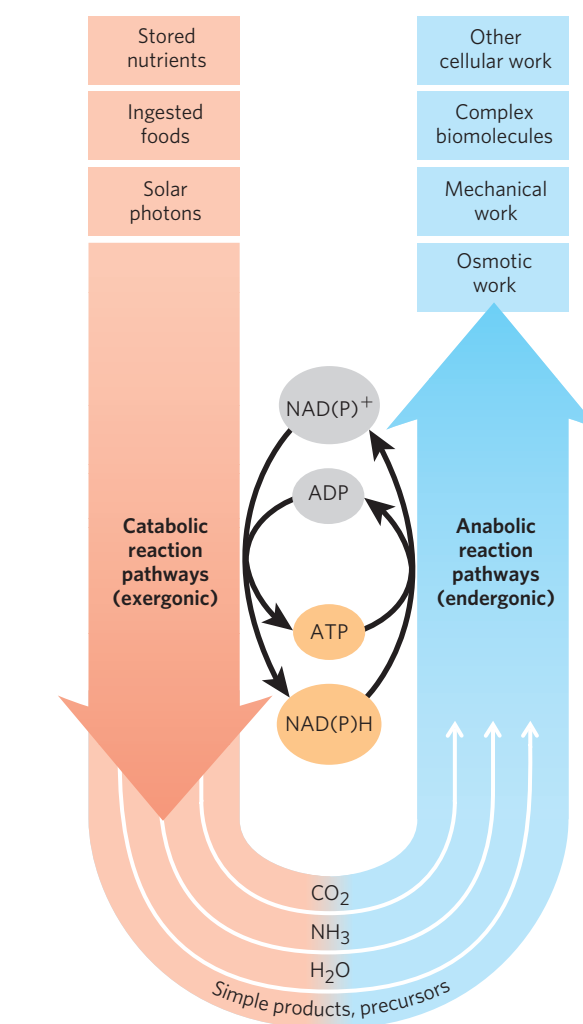 Stored
nutrients
Ingested
foods
Solar
photons
Other
cellular work
Complex
biomolecules
Mechanical
work
Osmotic
work
NAD(P)⁺
ADP
Catabolic
reaction
pathways
(exergonic)
Anabolic
reaction
pathways
(endergonic)
ATP
NAD(P)H
CO₂
NH₃
H₂O
Simple products, precursors